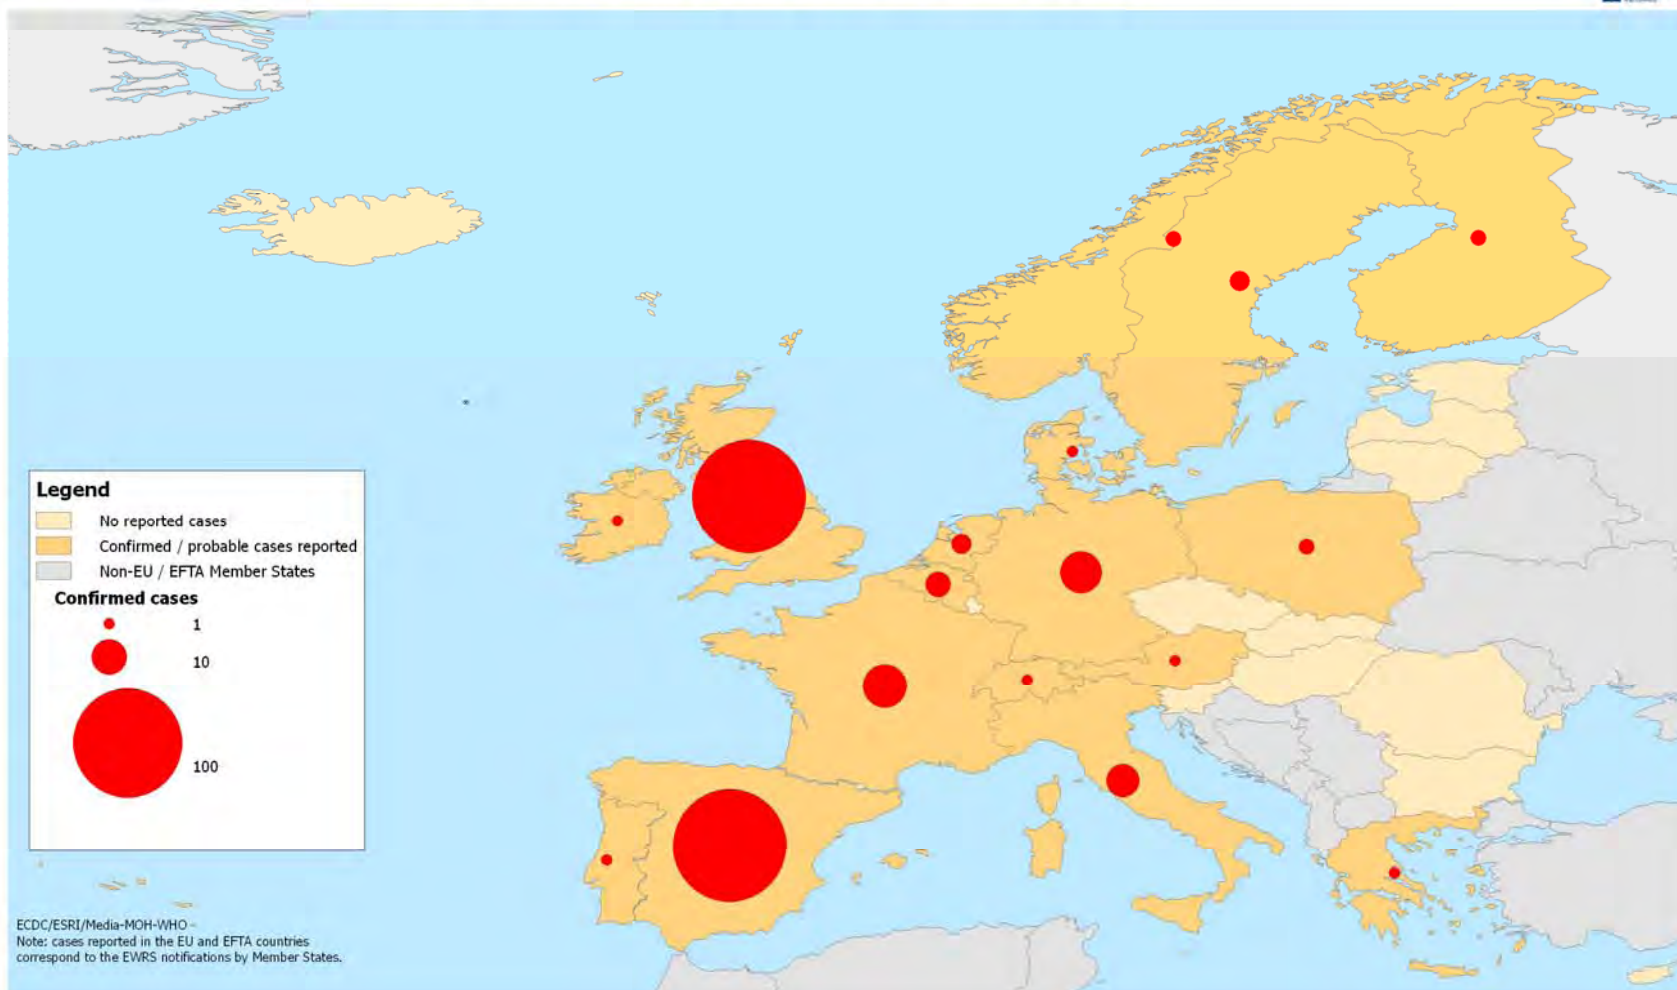 Legend
No reported cases
Confirmed / probable cases reported
Non-EU / EFTA Member States
Confirmed cases
1
10
100
ECDC/ESRI/Media-MOH-WHO -
Note: cases reported in the EU and EFTA countries
correspond to the EWRS notifications by Member States.